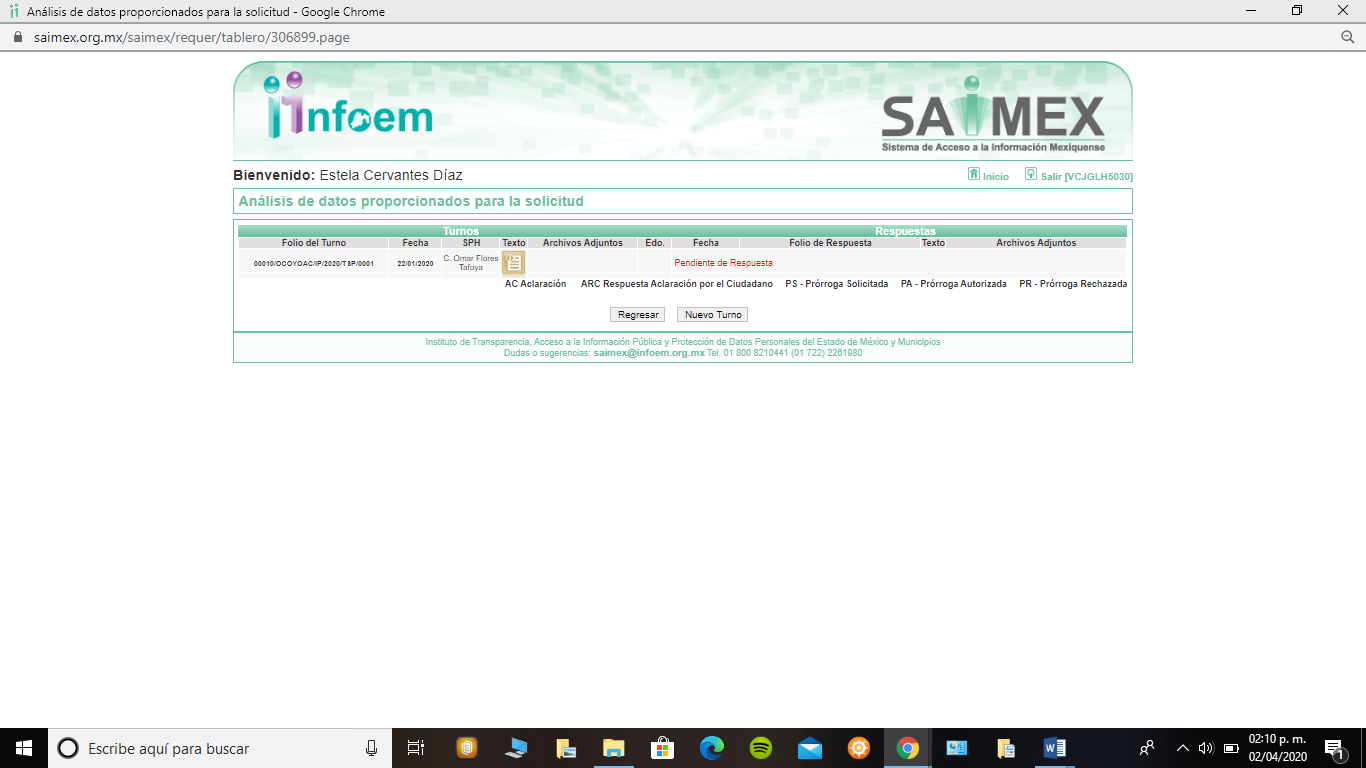 Análisis de datos proporcionados para la solicitud - Google Chrome
saimex.org.mx/saimex/requer/tablero/306899.page
infoem
SAIMEX
Sistema de Acceso a la Información Mexiquense
Bienvenido: Estela Cervantes Díaz
Inicio Salir [VCJGLH5030]
Análisis de datos proporcionados para la solicitud
Turnos Respuestas
Folio del Turno Fecha SPH Texto Archivos Adjuntos Edo. Fecha Folio de Respuesta Texto Archivos Adjuntos
00010/OCOYOAC/IP/2020/TSP/0001 22/01/2020 C. Omar Flores Tafoya Pendiente de Respuesta
AC Aclaración ARC Respuesta Aclaración por el Ciudadano PS - Prórroga Solicitada PA - Prórroga Autorizada PR - Prórroga Rechazada
Regresar Nuevo Turno
Instituto de Transparencia, Acceso a la Información Pública y Protección de Datos Personales del Estado de México y Municipios
Dudas o sugerencias: saimex@infoem.org.mx Tel. 01 800 8210441 (01 722) 2261980
Escribe aquí para buscar
02:10 p. m.
02/04/2020
1